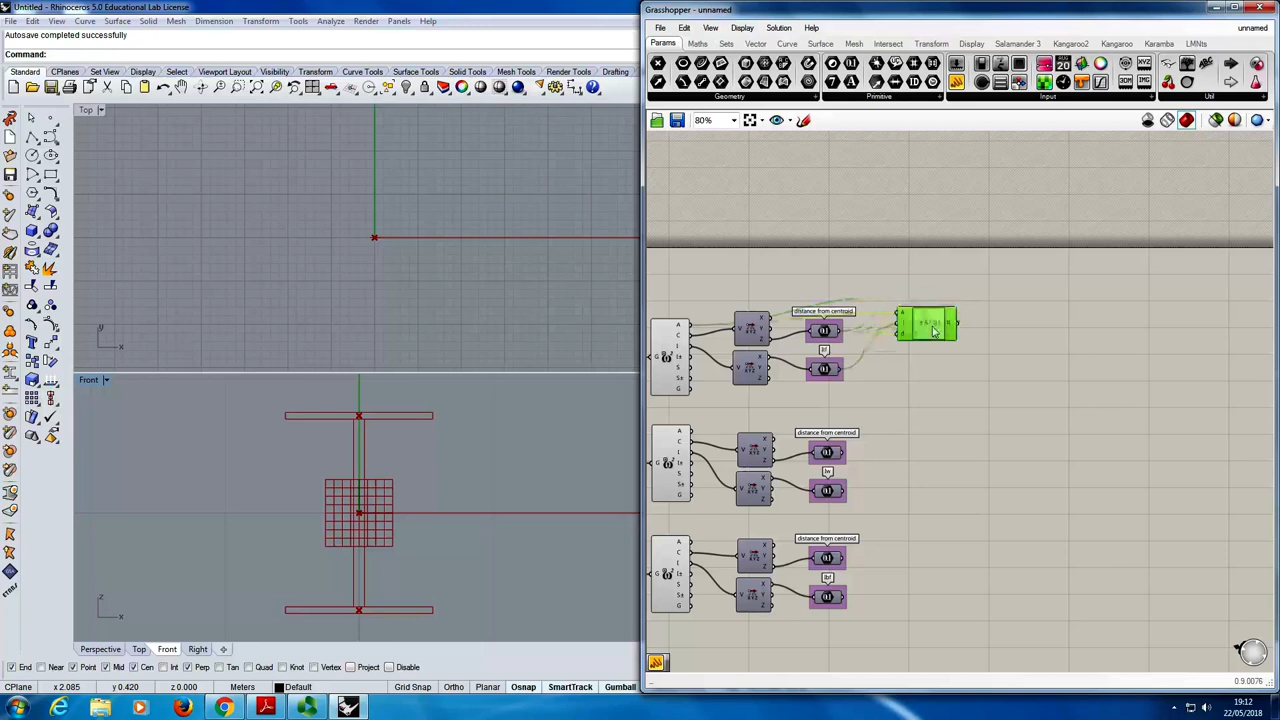 Untitled - Rhinoceros 5.0 Educational Lab License
File Edit View Curve Surface Solid Mesh Dimension Transform Tools Analyze Render Panels Help
Autosave completed successfully
Command:
Standard CPlanes Set View Display Select Viewport Layout Visibility Transform Curve Tools Surface Tools Solid Tools Mesh Tools Render Tools Drafting
Top
y
x
Front
z
x
Perspective Top Front Right
End Near Point Mid Cen Int Perp Tan Quad Knot Vertex Project Disable
CPlane x 2.085 y 0.420 z 0.000 Meters Default Grid Snap Ortho Planar Osnap SmartTrack Gumball
Grasshopper - unnamed
File Edit View Display Solution Help unnamed
Params Maths Sets Vector Curve Surface Mesh Intersect Transform Display Salamander 3 Kangaroo2 Kangaroo Karamba LMNts
Geometry Primitive Input Util
80%
distance from centroid
distance from centroid
Iw
distance from centroid
Ibf
0.9.0076
19:12
22/05/2018